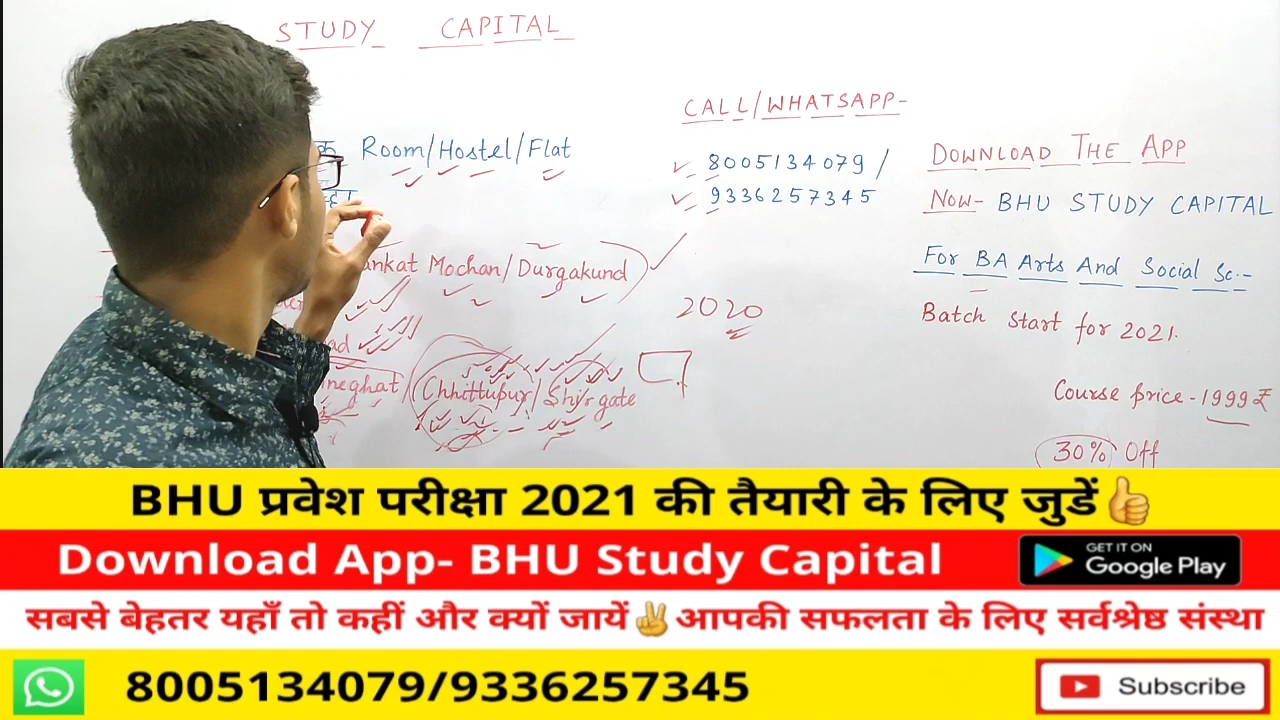 STUDY CAPITAL
CALL/WHATSAPP-
Room/Hostel/Flat
8005134079/
9336257345
DOWNLOAD THE APP
NOW- BHU STUDY CAPITAL
Mochan/Durgakund
For BA Arts And Social Sc.-
2020
Batch start for 2021.
Chhittupur/
gate
Course price - 1999₹
30% Off
BHU प्रवेश परीक्षा 2021 की तैयारी के लिए जुडें👍
Download App- BHU Study Capital
GET IT ON
Google Play
सबसे बेहतर यहाँ तो कहीं और क्यों जायें✌आपकी सफलता के लिए सर्वश्रेष्ठ संस्था
8005134079/9336257345
Subscribe